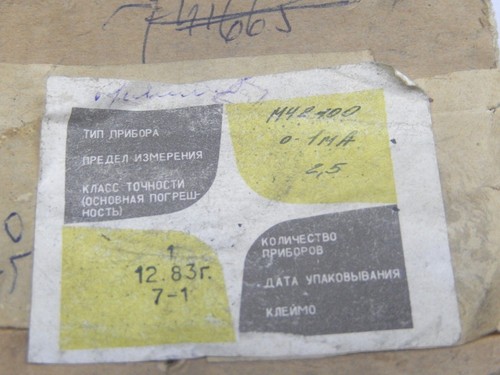 ТИП ПРИБОРА
М42100
ПРЕДЕЛ ИЗМЕРЕНИЯ
0-1мА
КЛАСС ТОЧНОСТИ
(ОСНОВНАЯ ПОГРЕШ-
НОСТЬ)
2,5
1
КОЛИЧЕСТВО
ПРИБОРОВ
12.83г.
ДАТА УПАКОВЫВАНИЯ
7-1
КЛЕЙМО